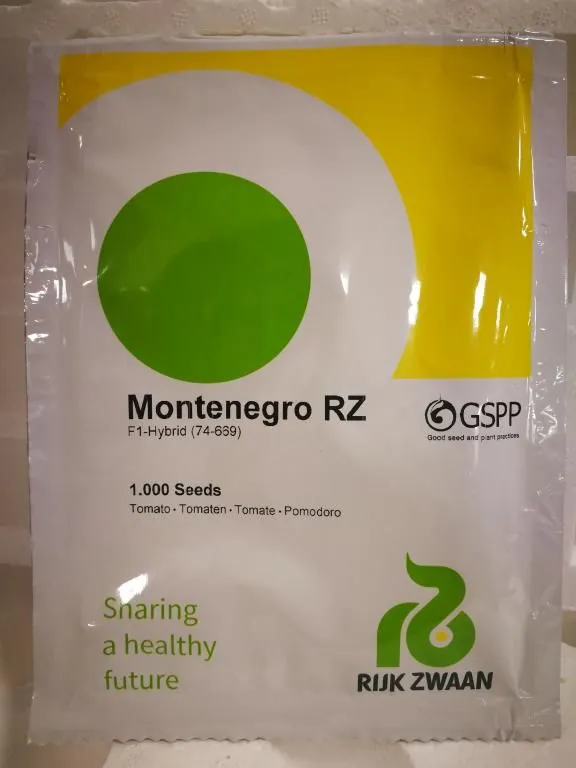 Montenegro RZ
F1-Hybrid (74-669)
GSPP
Good seed and plant practices
1.000 Seeds
Tomato • Tomaten • Tomate • Pomodoro
Sharing
a healthy
future
RIJK ZWAAN